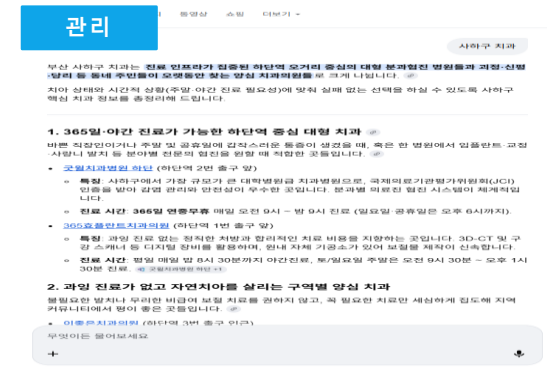 관리
동영상 쇼핑 더보기
사하구 치과
부산 사하구 치과는 진료 인프라가 집중된 하단역 오거리 중심의 대형 분과협진 병원들과 괴정·신평
·당리 등 동네 주민들이 오랫동안 찾는 양심 치과의원들로 크게 나뉩니다.
치아 상태와 시간적 상황(주말·야간 진료 필요성)에 맞춰 실패 없는 선택을 하실 수 있도록 사하구
핵심 치과 정보를 총정리해 드립니다.
1. 365일·야간 진료가 가능한 하단역 중심 대형 치과
바쁜 직장인이거나 주말 및 공휴일에 갑작스러운 통증이 생겼을 때, 혹은 한 병원에서 임플란트·교정
·사랑니 발치 등 분야별 전문의 협진을 원할 때 적합한 곳들입니다.
• 굿윌치과병원 하단 (하단역 2번 출구 앞)
○ 특징: 사하구에서 가장 규모가 큰 대학병원급 치과병원으로, 국제의료기관평가위원회(JCI)
인증을 받아 감염 관리와 안전성이 우수한 곳입니다. 분과별 의료진 협진 시스템이 체계적입
니다.
○ 진료 시간: 365일 연중무휴 매일 오전 9시 – 밤 9시 진료 (일요일·공휴일은 오후 6시까지).
• 365효플란트치과의원 (하단역 1번 출구 앞)
○ 특징: 과잉 진료 없는 정직한 처방과 합리적인 치료 비용을 지향하는 곳입니다. 3D-CT 및 구
강 스캐너 등 디지털 장비를 활용하며, 원내 자체 기공소가 있어 보철물 제작이 신속합니다.
○ 진료 시간: 평일 매일 밤 8시 30분까지 야간진료, 토/일요일 주말은 오전 9시 30분 – 오후 1시
30분 진료. 굿윌치과병원 하단 +1
2. 과잉 진료가 없고 자연치아를 살리는 구역별 양심 치과
불필요한 발치나 무리한 비급여 보철 치료를 권하지 않고, 꼭 필요한 치료만 세심하게 집도해 지역
커뮤니티에서 평이 좋은 곳들입니다.
• 이좋은치과의원 (하단역 3번 출구 인근)
무엇이든 물어보세요
+